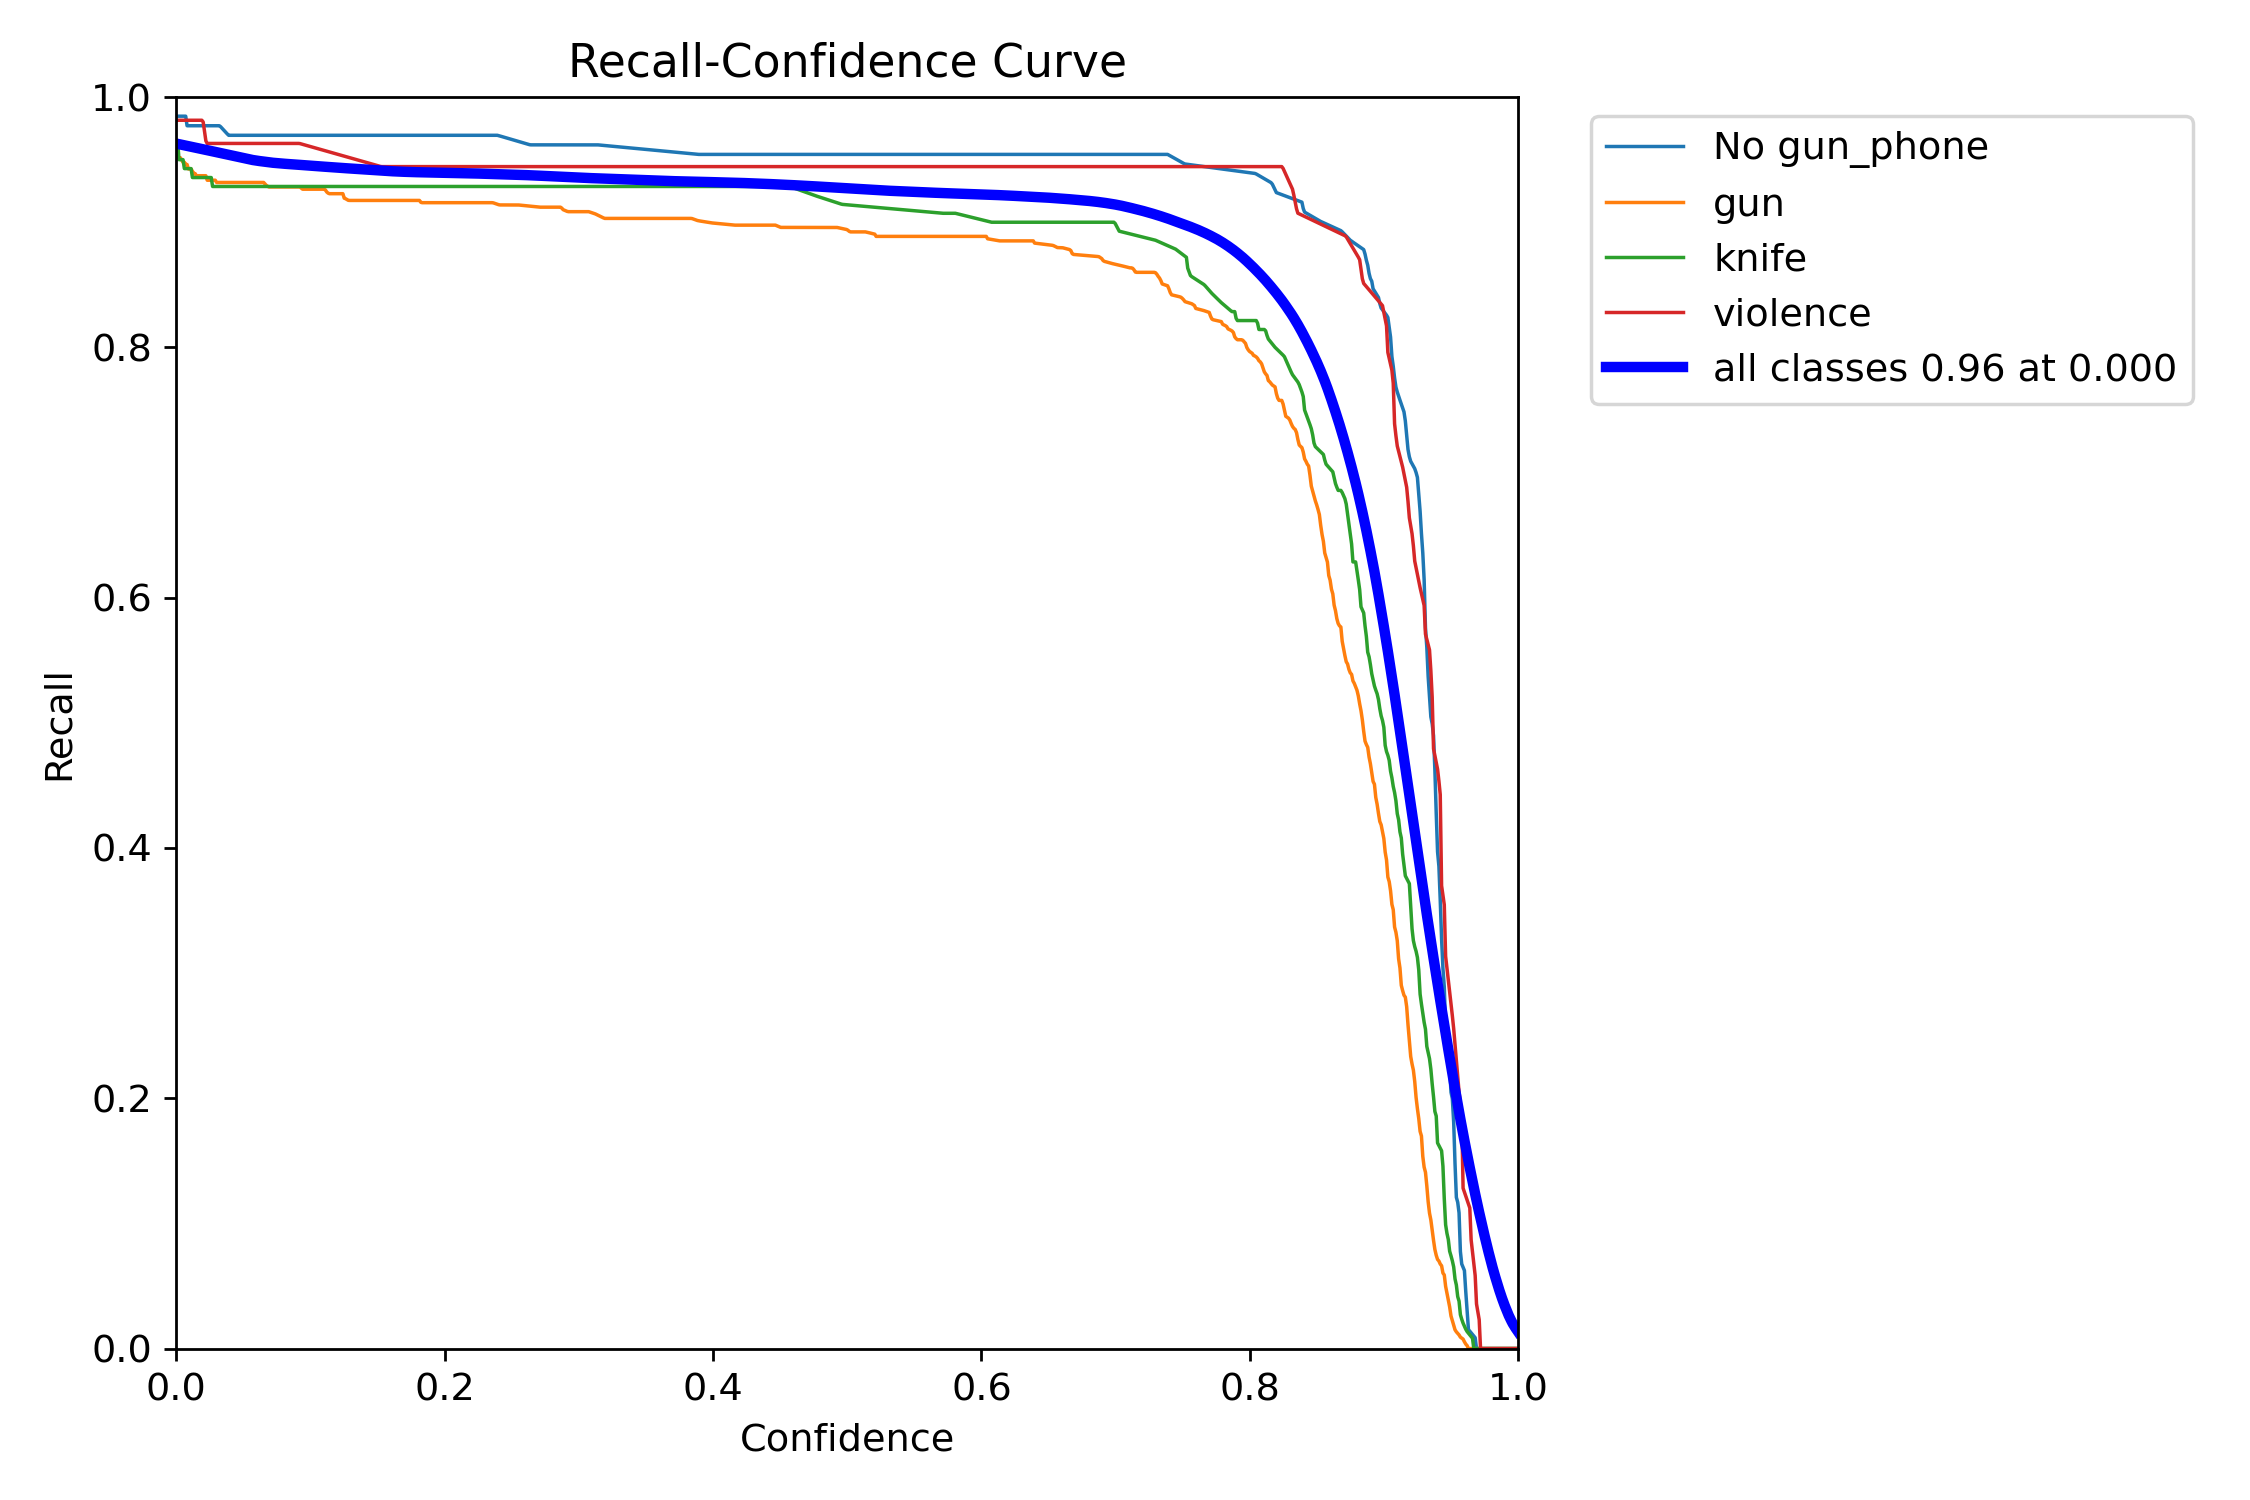 Recall-Confidence Curve
1.0
0.8
0.6
0.4
0.2
0.0
Recall
0.0 0.2 0.4 0.6 0.8 1.0
Confidence
No gun_phone
gun
knife
violence
all classes 0.96 at 0.000